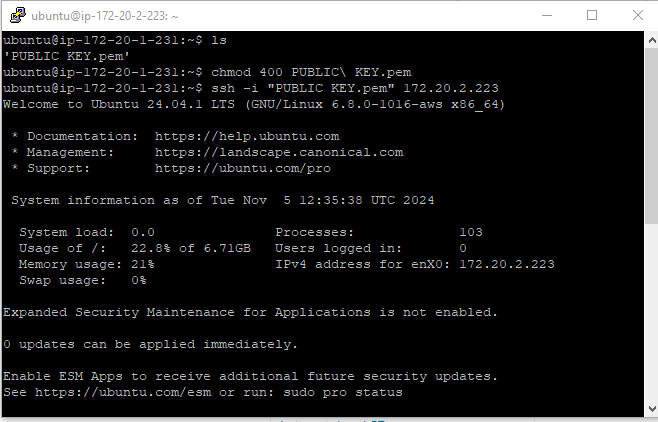 ubuntu@ip-172-20-2-223: ~
ubuntu@ip-172-20-1-231:~$ ls
'PUBLIC KEY.pem'
ubuntu@ip-172-20-1-231:~$ chmod 400 PUBLIC\ KEY.pem
ubuntu@ip-172-20-1-231:~$ ssh -i "PUBLIC KEY.pem" 172.20.2.223
Welcome to Ubuntu 24.04.1 LTS (GNU/Linux 6.8.0-1016-aws x86_64)
* Documentation:  https://help.ubuntu.com
* Management:     https://landscape.canonical.com
* Support:        https://ubuntu.com/pro
System information as of Tue Nov  5 12:35:38 UTC 2024
System load:  0.0               Processes:             103
Usage of /:   22.8% of 6.71GB   Users logged in:       0
Memory usage: 21%               IPv4 address for enX0: 172.20.2.223
Swap usage:   0%
Expanded Security Maintenance for Applications is not enabled.
0 updates can be applied immediately.
Enable ESM Apps to receive additional future security updates.
See https://ubuntu.com/esm or run: sudo pro status